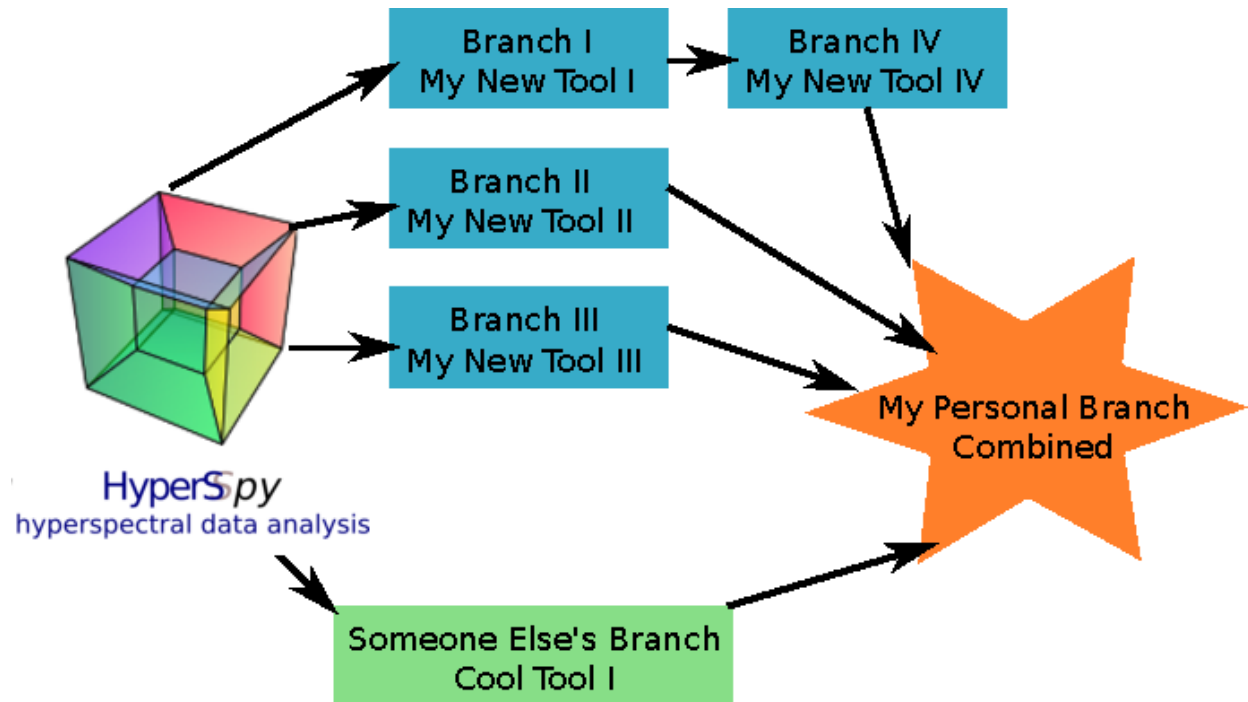 Branch I
My New Tool I
Branch IV
My New Tool IV
Branch II
My New Tool II
Branch III
My New Tool III
My Personal Branch
Combined
HyperSpy
hyperspectral data analysis
Someone Else's Branch
Cool Tool I